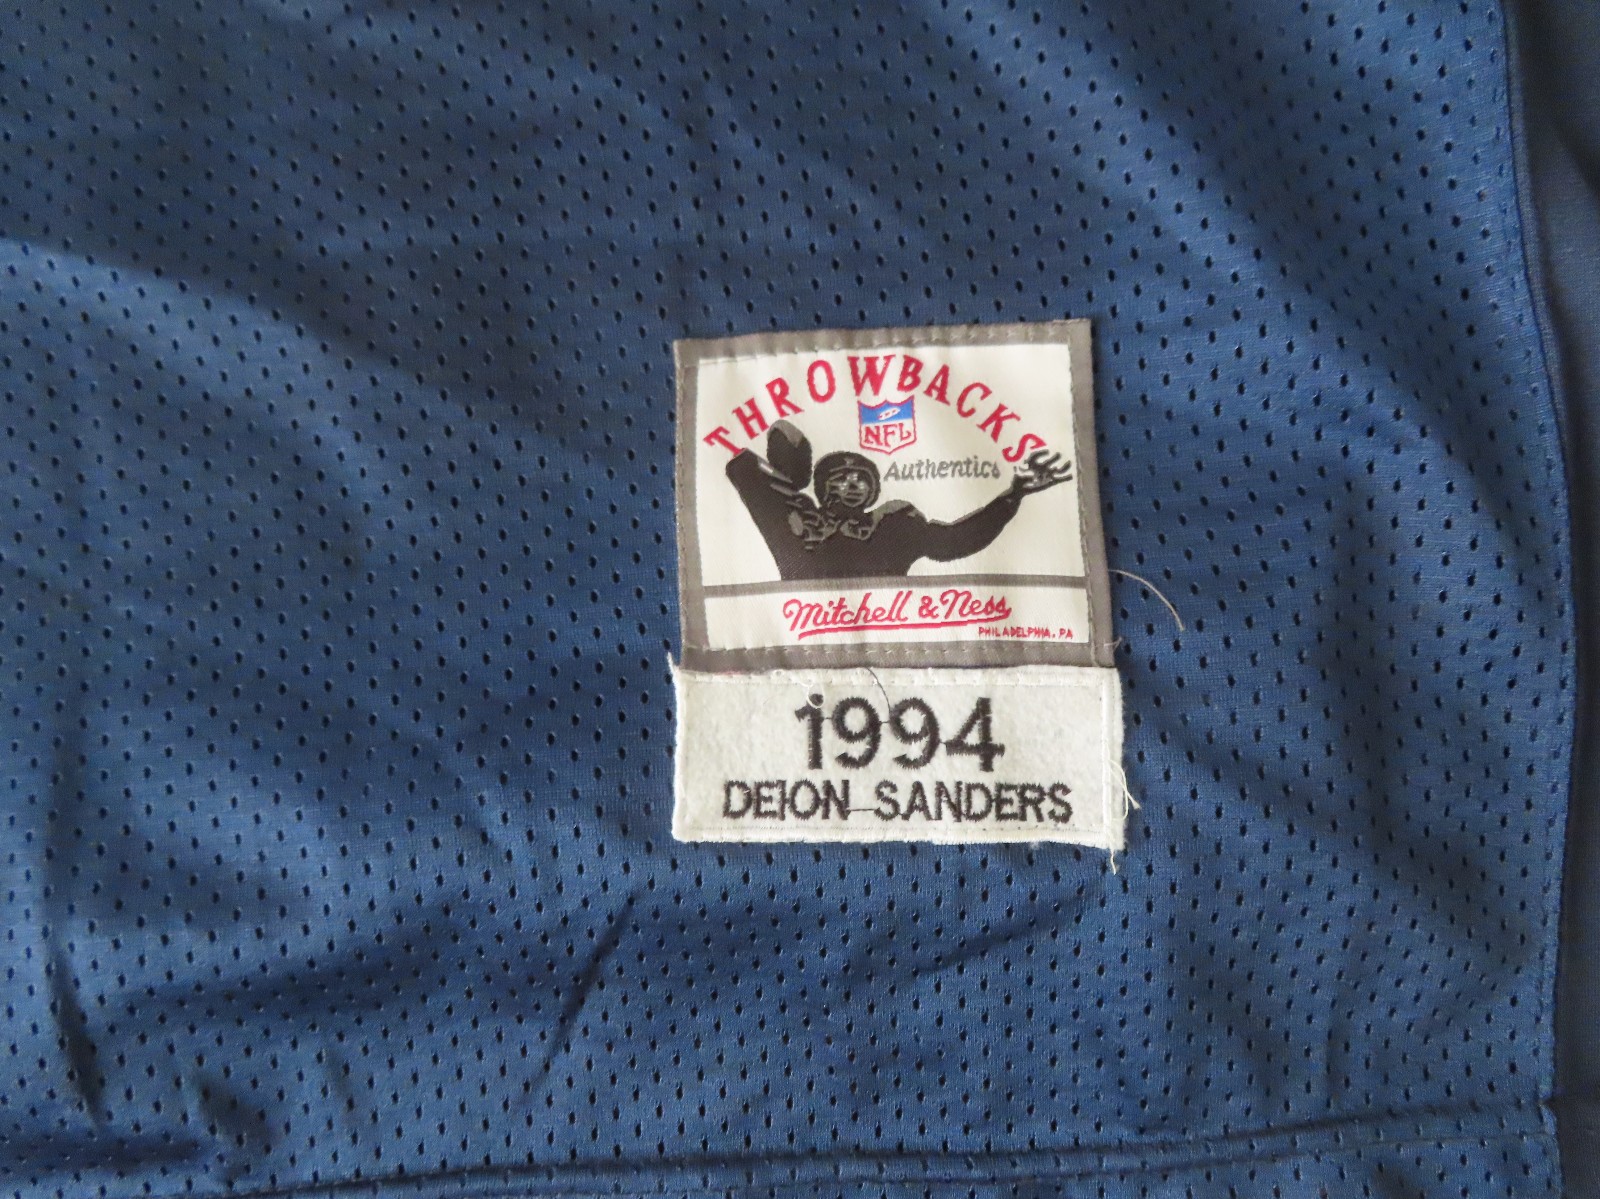 THROWBACKS
NFL
Authentics
Mitchell & Ness
PHILADELPHIA, PA
1994
DEION SANDERS